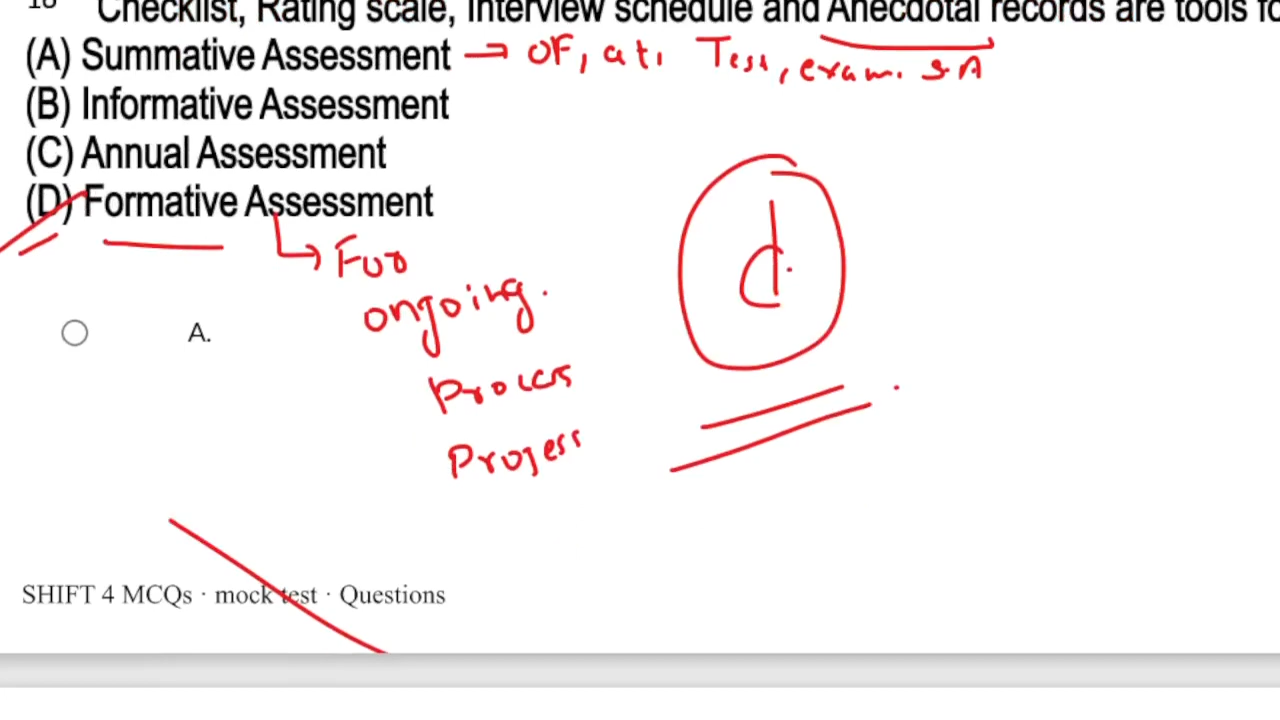 Checklist, Rating scale, Interview schedule and Anecdotal records are tools fo
(A) Summative Assessment → OF, at. Test, exam. SA
(B) Informative Assessment
(C) Annual Assessment
(D) Formative Assessment
For
ongoing.
Process
d.
A.
SHIFT 4 MCQs · mock test · Questions